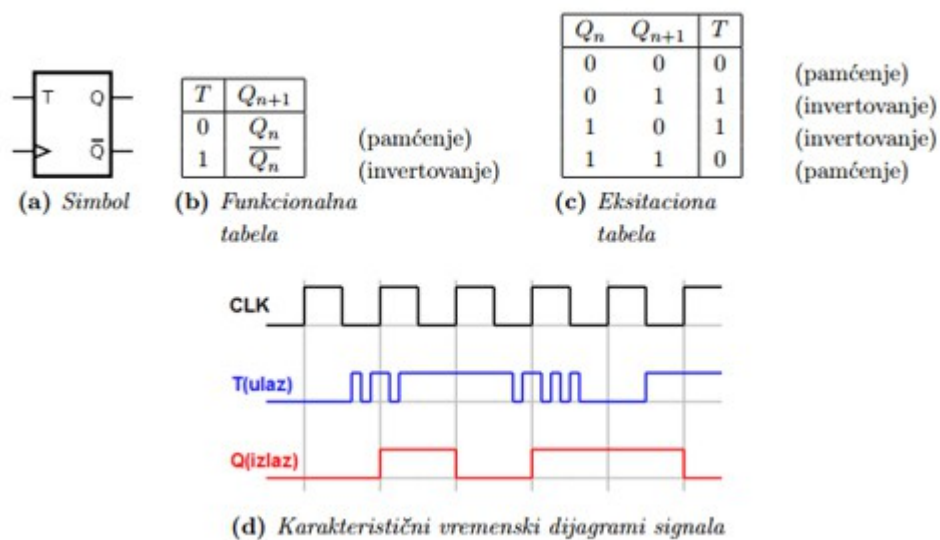 T Q
Q̅
(a) Simbol
T Q_{n+1}
0 Q_n
1 \overline{Q_n}
(pamćenje)
(invertovanje)
(b) Funkcionalna
tabela
Q_n Q_{n+1} T
0 0 0 (pamćenje)
0 1 1 (invertovanje)
1 0 1 (invertovanje)
1 1 0 (pamćenje)
(c) Eksitaciona
tabela
CLK
T(ulaz)
Q(izlaz)
(d) Karakteristični vremenski dijagrami signala